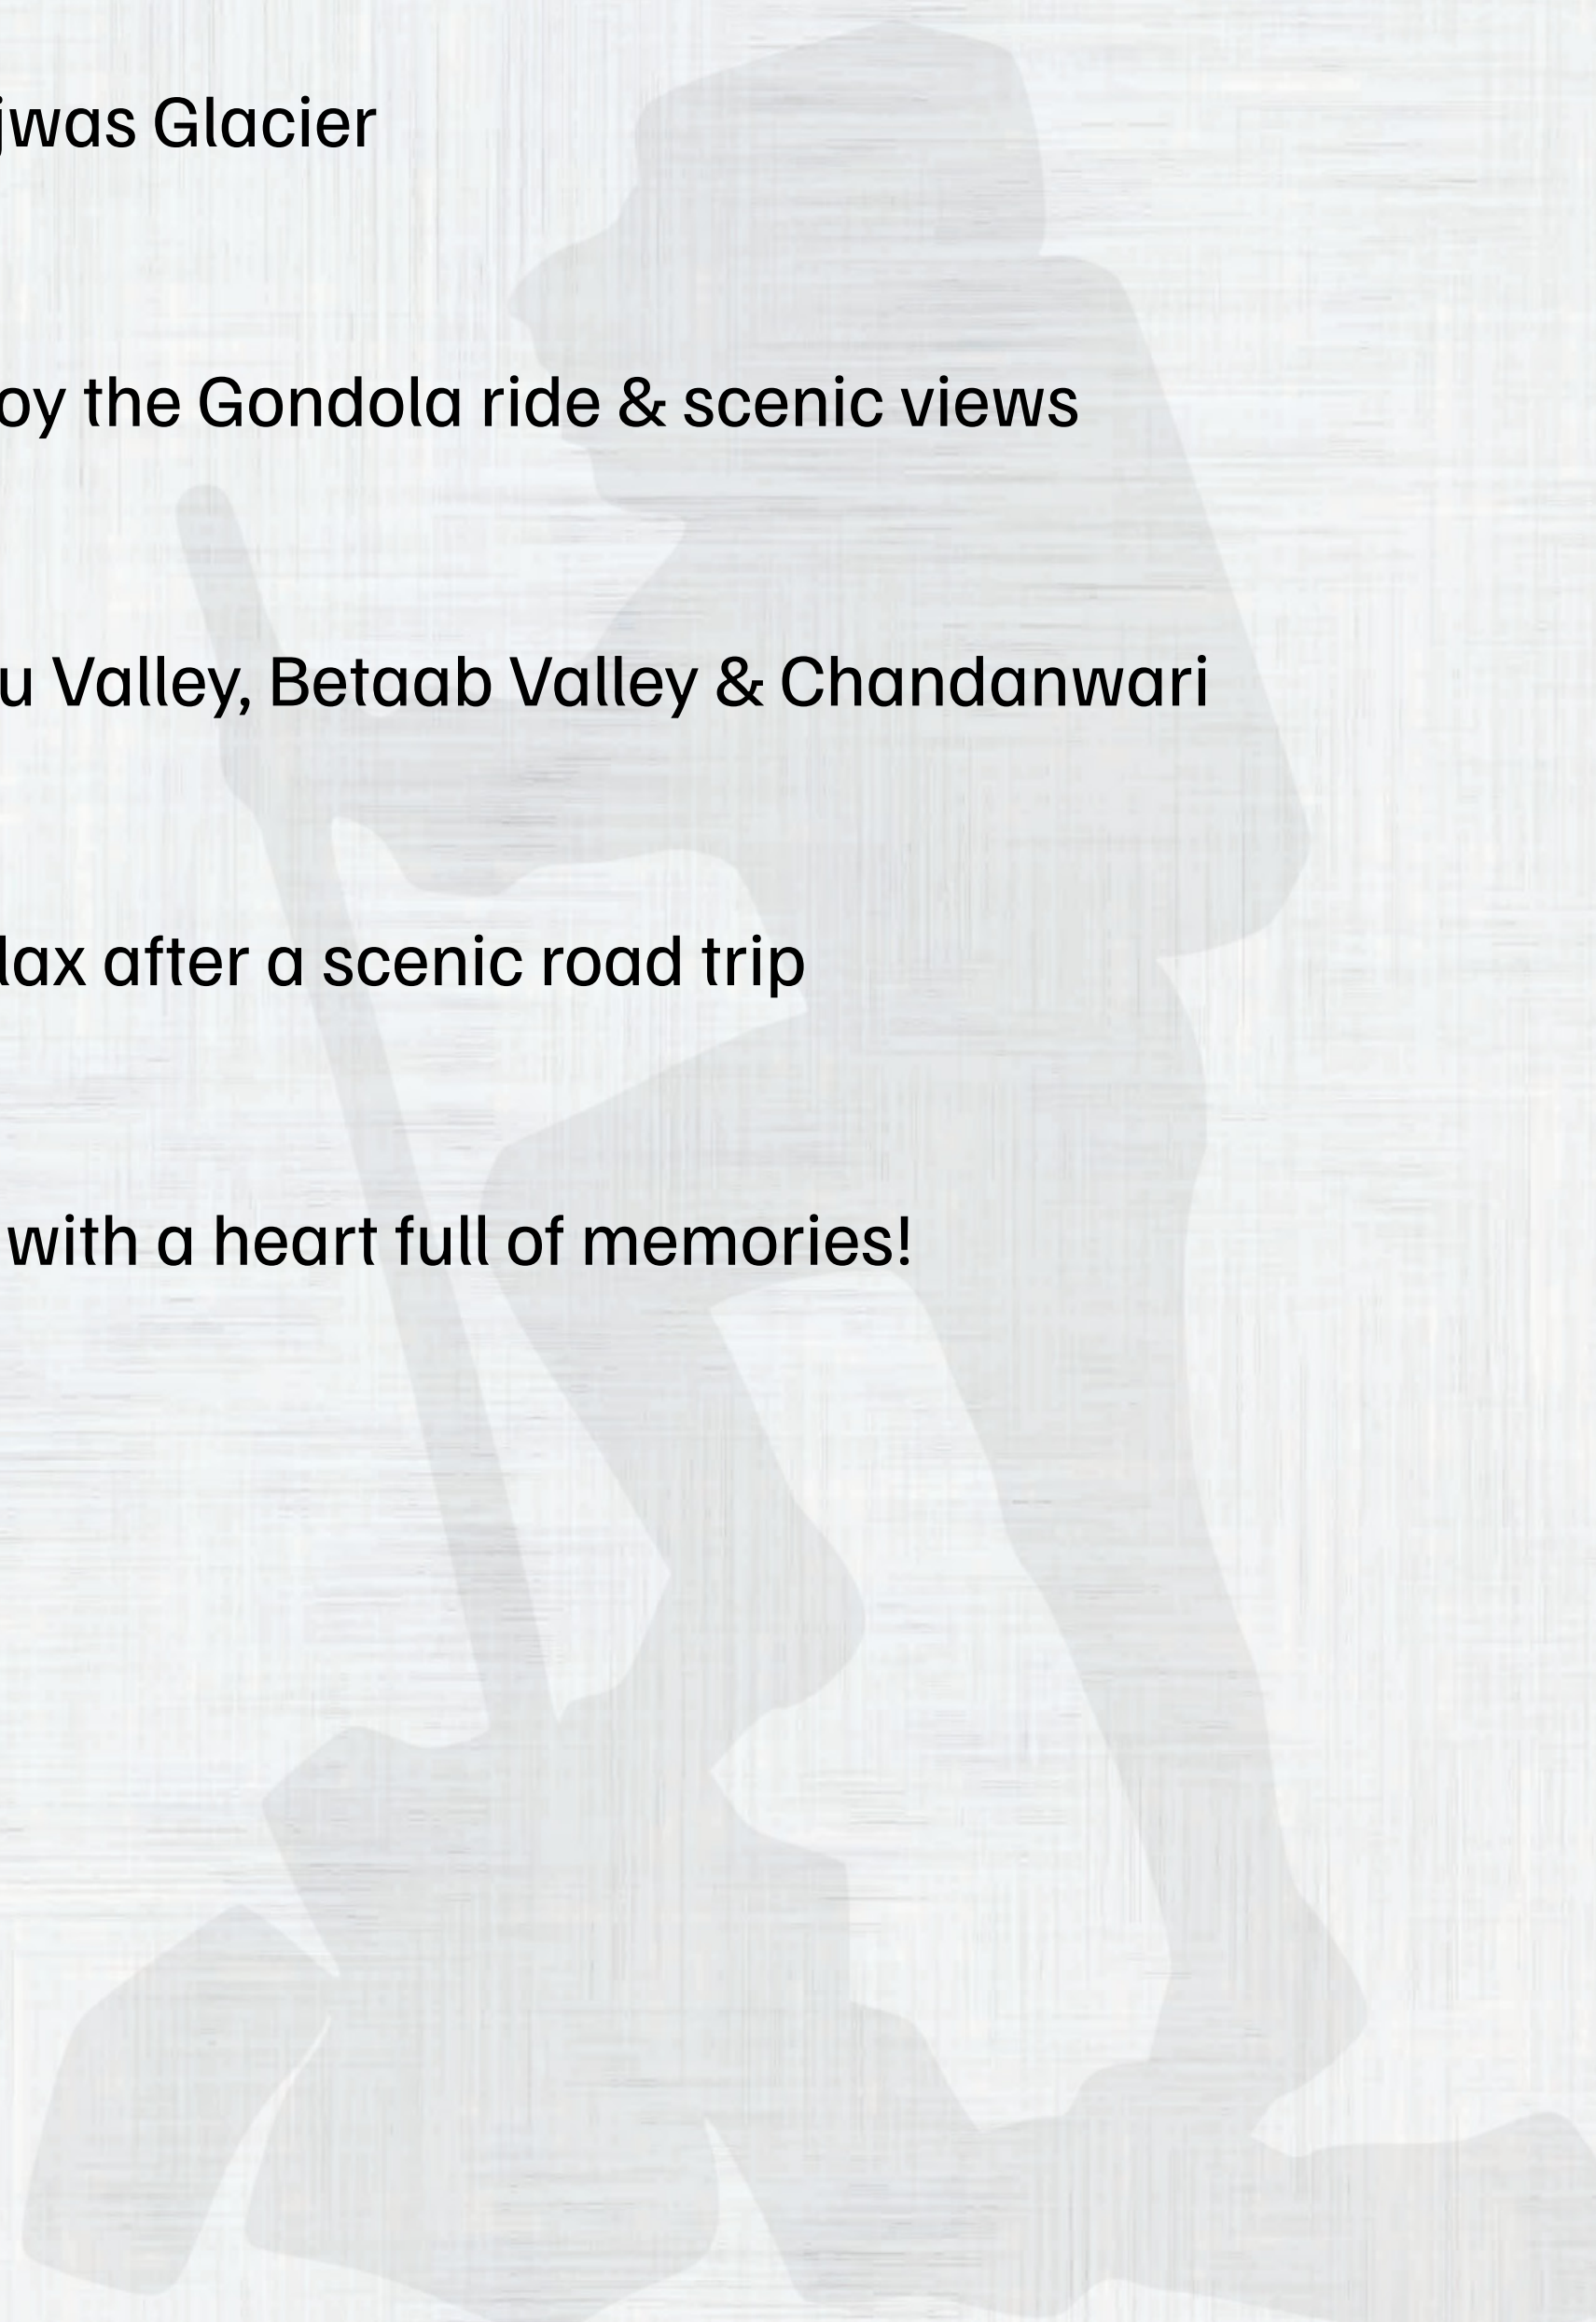 jwas Glacier
oy the Gondola ride & scenic views
u Valley, Betaab Valley & Chandanwari
lax after a scenic road trip
with a heart full of memories!